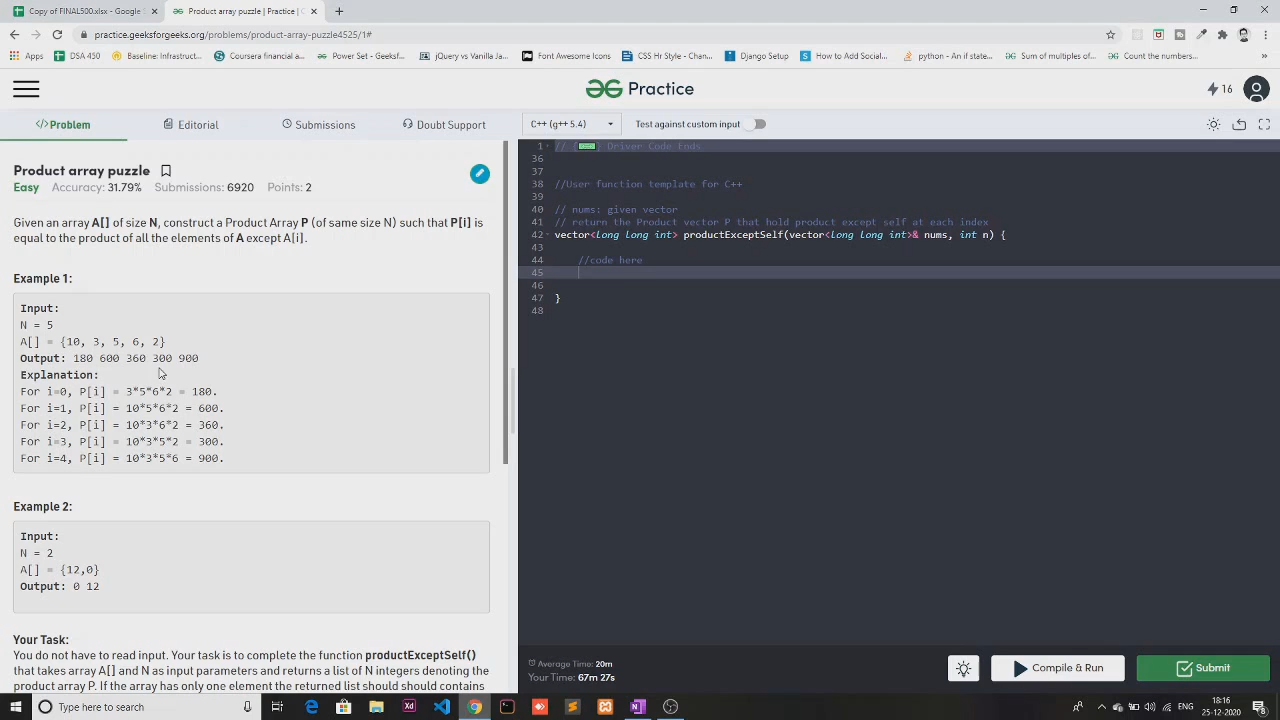 Copy of FINAL500.xlsx - Google S
Product array puzzle | Practice | G
practice.geeksforgeeks.org/problems/product-array-puzzle4525/1#
Apps
DSA 450
Baseline: Introduct...
Coursera financial...
Power Set - Geeksf...
jQuery vs Vanilla Ja...
Amazon Question...
CSS Hr Style - Chan...
Django Setup
How to Add Social...
python - An if state...
Sum of multiples of...
Count the numbers...
Practice
16
Problem
Editorial
Submissions
Doubt Support
C++ (g++ 5.4)
Test against custom input
Product array puzzle
Easy Accuracy: 31.79% Submissions: 6920 Points: 2
Given an array A[] of size N, construct a Product Array P (of same size N) such that P[i] is
equal to the product of all the elements of A except A[i].
Example 1:
Input:
N = 5
A[] = {10, 3, 5, 6, 2}
Output: 180 600 360 300 900
Explanation:
For i=0, P[i] = 3*5*6*2 = 180.
For i=1, P[i] = 10*5*6*2 = 600.
For i=2, P[i] = 10*3*6*2 = 360.
For i=3, P[i] = 10*3*5*2 = 300.
For i=4, P[i] = 10*3*5*6 = 900.
Example 2:
Input:
N = 2
A[] = {12,0}
Output: 0 12
Your Task:
You do not have to read input. Your task is to complete the function productExceptSelf()
that takes array A[] and N as input parameters and returns a list of N integers denoting the
product array P. If the array has only one element the returned list should should contains
1 // { } Driver Code Ends
36
37
38 //User function template for C++
39
40 // nums: given vector
41 // return the Product vector P that hold product except self at each index
42 vector<long long int> productExceptSelf(vector<long long int>& nums, int n) {
43
44 //code here
45
46
47 }
48
Average Time: 20m
Your Time: 67m 27s
Compile & Run
Submit
Type here to search
ENG
18:16
25-12-2020